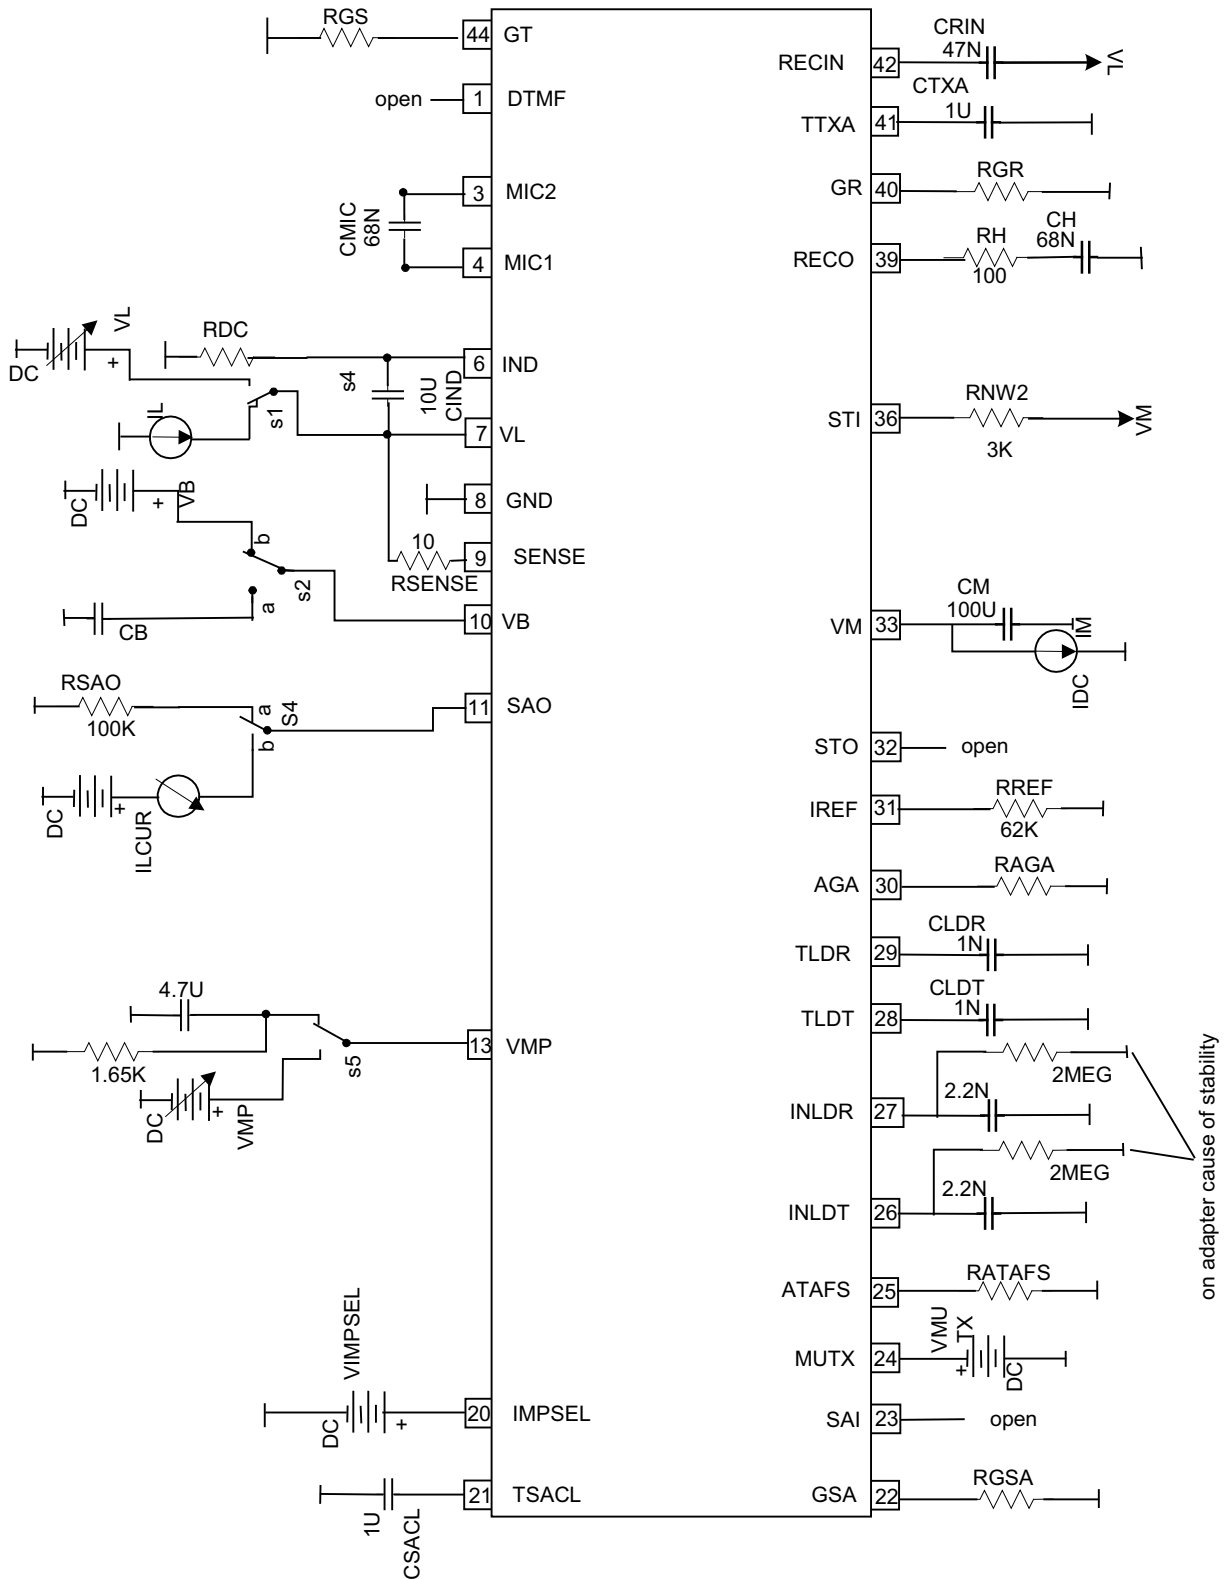 RGS
44 GT
open 1 DTMF
CMIC
68N
3 MIC2
4 MIC1
VL
DC +
RDC
6 IND
s4
10U
CIND
IL
s1
7 VL
DC + VB
8 GND
10
RSENSE
9 SENSE
b
s2
a
CB
10 VB
RSAO
100K
a
S4
b
11 SAO
DC +
ILCUR
4.7U
1.65K
s5
13 VMP
DC +
VMP
VIMPSEL
DC +
20 IMPSEL
1U
CSACL
21 TSACL
RECIN 42
CRIN
47N
VL
TTXA 41
CTXA
1U
GR 40
RGR
RECO 39
RH
100
CH
68N
STI 36
RNW2
3K
VM
VM 33
CM
100U
IM
IDC
STO 32 open
IREF 31
RREF
62K
AGA 30
RAGA
TLDR 29
CLDR
1N
TLDT 28
CLDT
1N
2MEG
INLDR 27
2.2N
2MEG
INLDT 26
2.2N
on adapter cause of stability
ATAFS 25
RATAFS
MUTX 24
VMU
TX
+ DC
SAI 23 open
GSA 22
RGSA